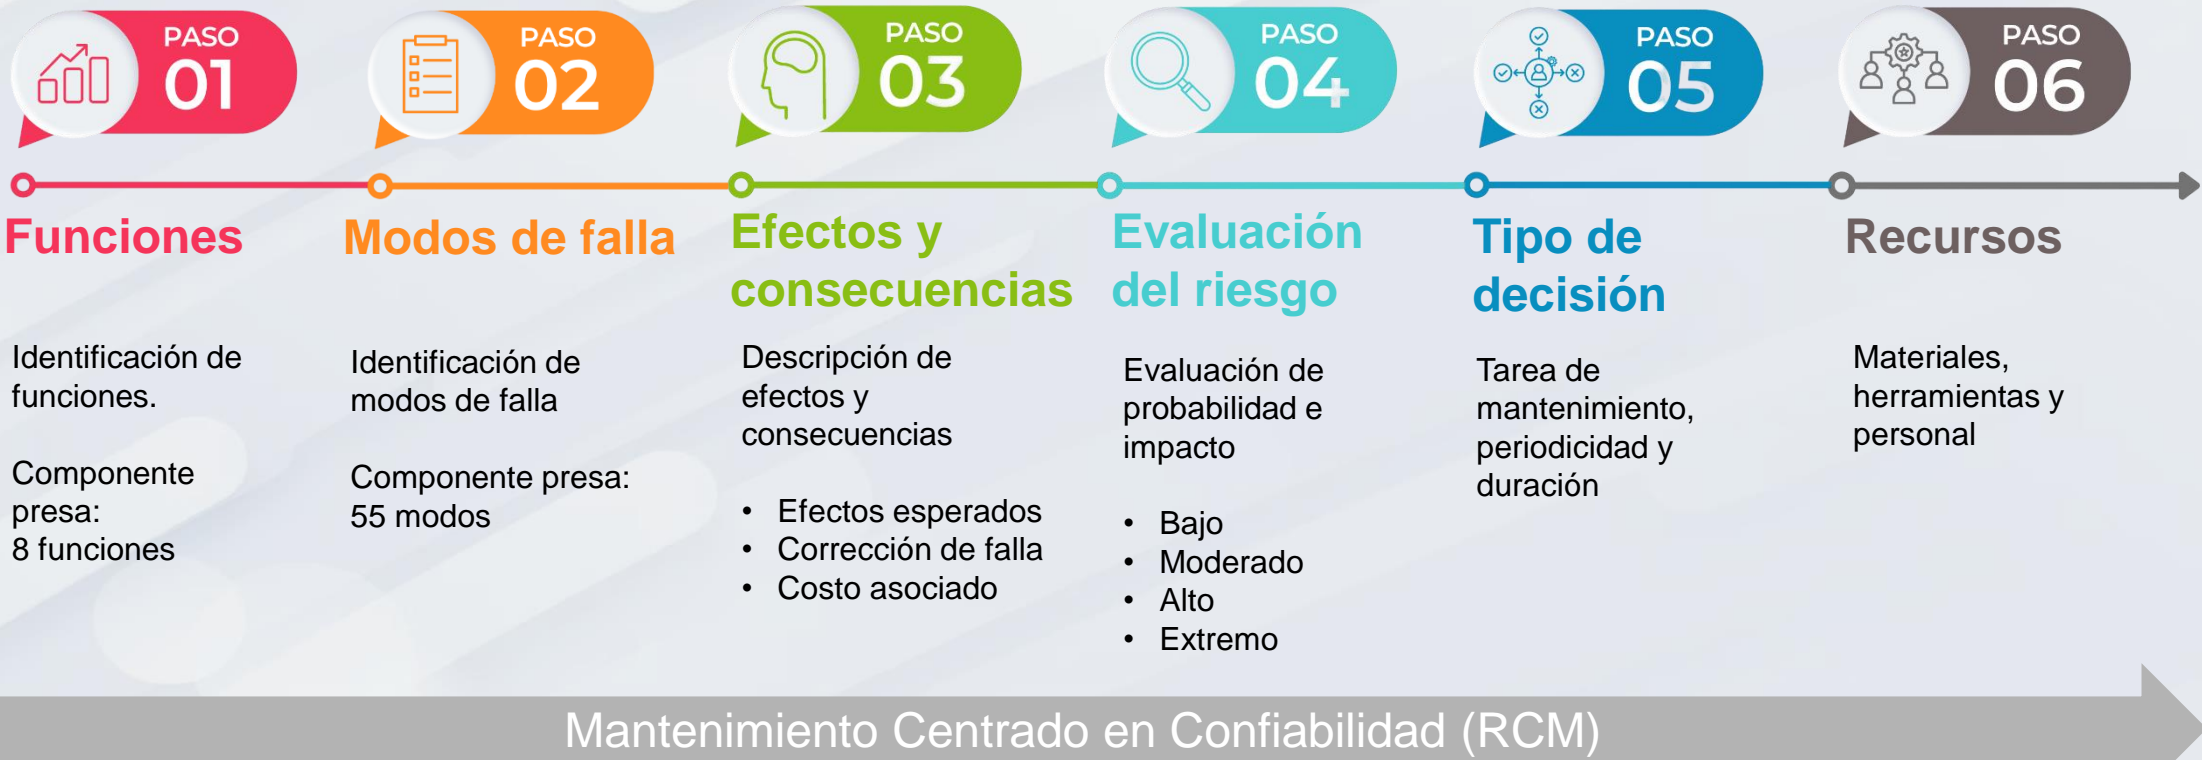 PASO
01
Funciones
Identificación de
funciones.
Componente
presa:
8 funciones
PASO
02
Modos de falla
Identificación de
modos de falla
Componente presa:
55 modos
PASO
03
Efectos y
consecuencias
Descripción de
efectos y
consecuencias
• Efectos esperados
• Corrección de falla
• Costo asociado
PASO
04
Evaluación
del riesgo
Evaluación de
probabilidad e
impacto
• Bajo
• Moderado
• Alto
• Extremo
PASO
05
Tipo de
decisión
Tarea de
mantenimiento,
periodicidad y
duración
PASO
06
Recursos
Materiales,
herramientas y
personal
Mantenimiento Centrado en Confiabilidad (RCM)